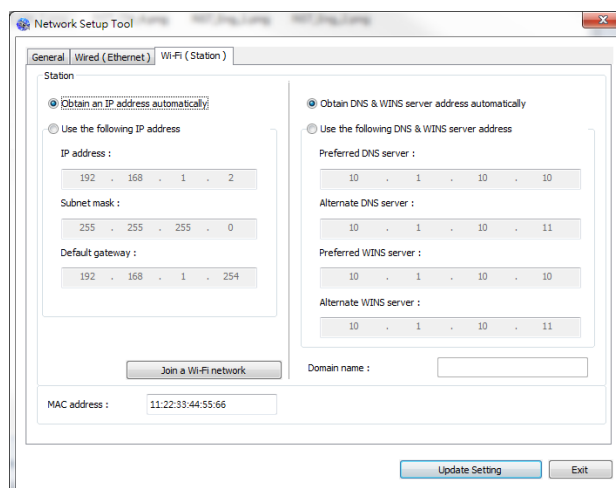 Network Setup Tool
General
Wired ( Ethernet )
Wi-Fi ( Station )
Station
Obtain an IP address automatically
Use the following IP address
IP address :
192 . 168 . 1 . 2
Subnet mask :
255 . 255 . 255 . 0
Default gateway :
192 . 168 . 1 . 254
Join a Wi-Fi network
Obtain DNS & WINS server address automatically
Use the following DNS & WINS server address
Preferred DNS server :
10 . 1 . 10 . 10
Alternate DNS server :
10 . 1 . 10 . 11
Preferred WINS server :
10 . 1 . 10 . 10
Alternate WINS server :
10 . 1 . 10 . 11
Domain name :
MAC address :
11:22:33:44:55:66
Update Setting
Exit